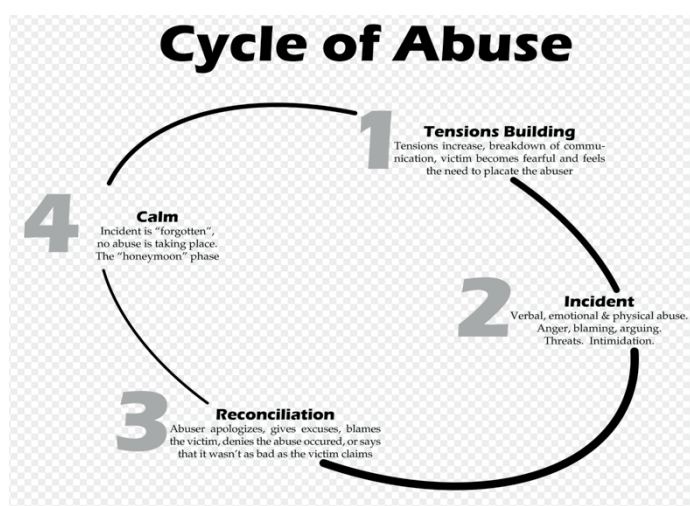 Cycle of Abuse
1
Tensions Building
Tensions increase, breakdown of commu-
nication, victim becomes fearful and feels
the need to placate the abuser
2
Incident
Verbal, emotional & physical abuse.
Anger, blaming, arguing.
Threats. Intimidation.
3
Reconciliation
Abuser apologizes, gives excuses, blames
the victim, denies the abuse occured, or says
that it wasn't as bad as the victim claims
4
Calm
Incident is “forgotten”,
no abuse is taking place.
The “honeymoon” phase